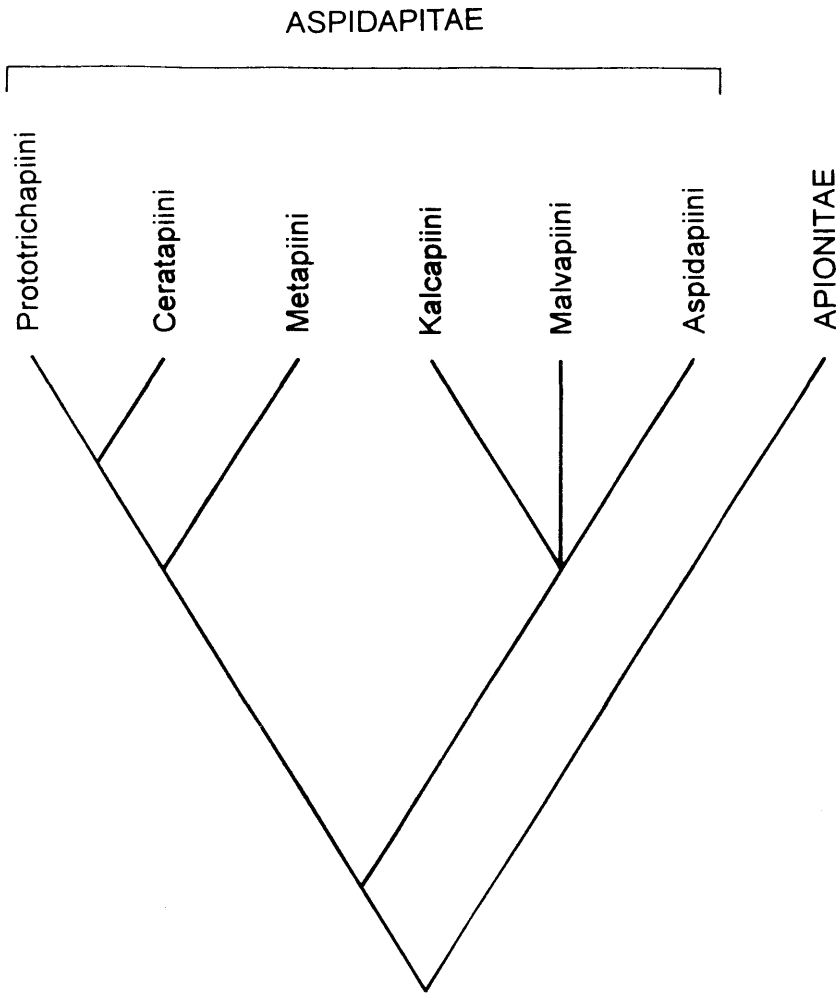 ASPIDAPITAE
Prototrichapiini
Ceratapiini
Metapiini
Kalcapiini
Malvapiini
Aspidapiini
APIONITAE